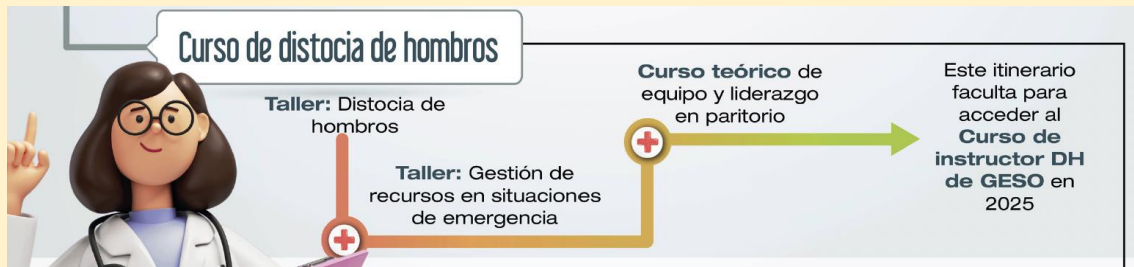 Curso de distocia de hombros
Taller: Distocia de
hombros
Taller: Gestión de
recursos en situaciones
de emergencia
Curso teórico de
equipo y liderazgo
en paritorio
Este itinerario
faculta para
acceder al
Curso de
instructor DH
de GESO en
2025